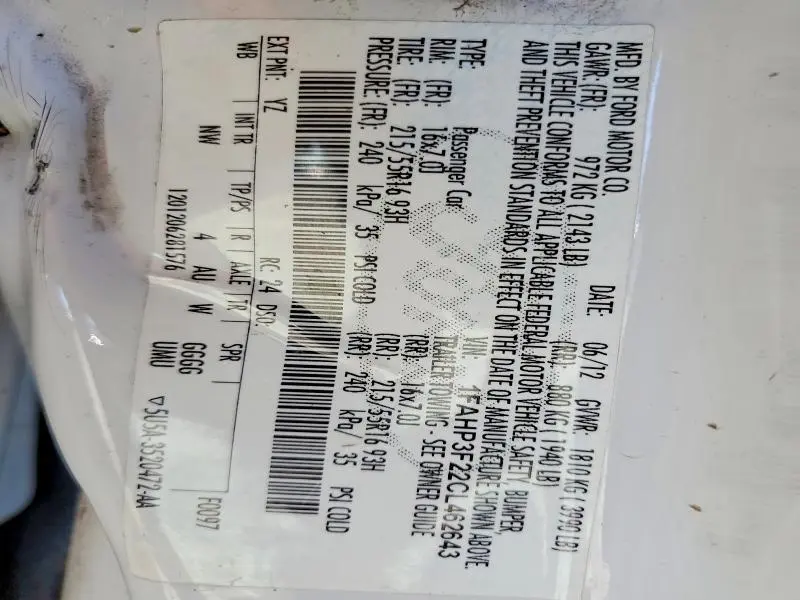 MFD. BY FORD MOTOR CO.
DATE: 06/12 GVWR: 1810 KG ( 3990 LB)
GAWR: (FR): 972 KG ( 2143 LB) (RR): 880 KG ( 1940 LB)
THIS VEHICLE CONFORMS TO ALL APPLICABLE FEDERAL MOTOR VEHICLE SAFETY, BUMPER,
AND THEFT PREVENTION STANDARDS IN EFFECT ON THE DATE OF MANUFACTURE SHOWN ABOVE.
VIN: 1FAHP3F22CL462643
TYPE: Passenger Car TRAILER TOWING - SEE OWNER GUIDE
RIM: (FR): 16x7.50 (RR): 16x7.50
TIRE: (FR): 215/55R16 93H (RR): 215/55R16 93H
PRESSURE (FR): 240 kPa/ 35 PSI COLD (RR): 240 kPa/ 35 PSI COLD
EXT PNT: YZ RC: 24 DSO: F0097
WB INT TR TP/PS R AXLE TR SPR
NW 4 AU W GGGG
UMU
1201206281576 ▽5U5A-3520472-AA